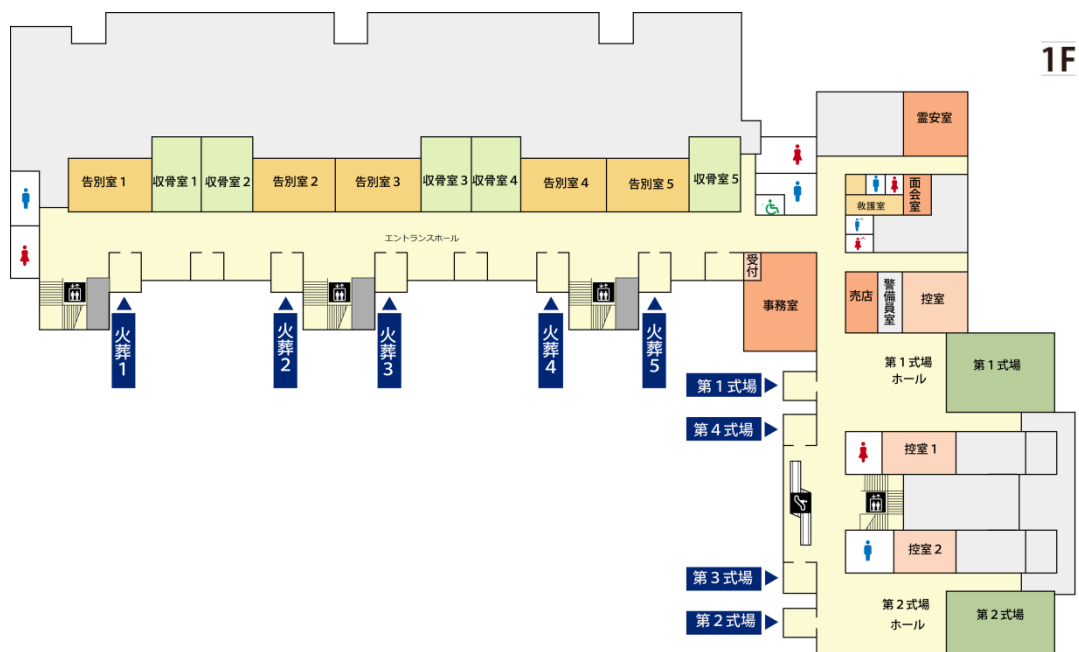 1F
霊安室
告別室1
収骨室1
収骨室2
告別室2
告別室3
収骨室3
収骨室4
告別室4
告別室5
収骨室5
面会室
救護室
エントランスホール
受付
事務室
売店
警備員室
控室
火葬1
火葬2
火葬3
火葬4
火葬5
第1式場
第1式場
ホール
第1式場
第4式場
控室1
控室2
第3式場
第2式場
第2式場
ホール
第2式場